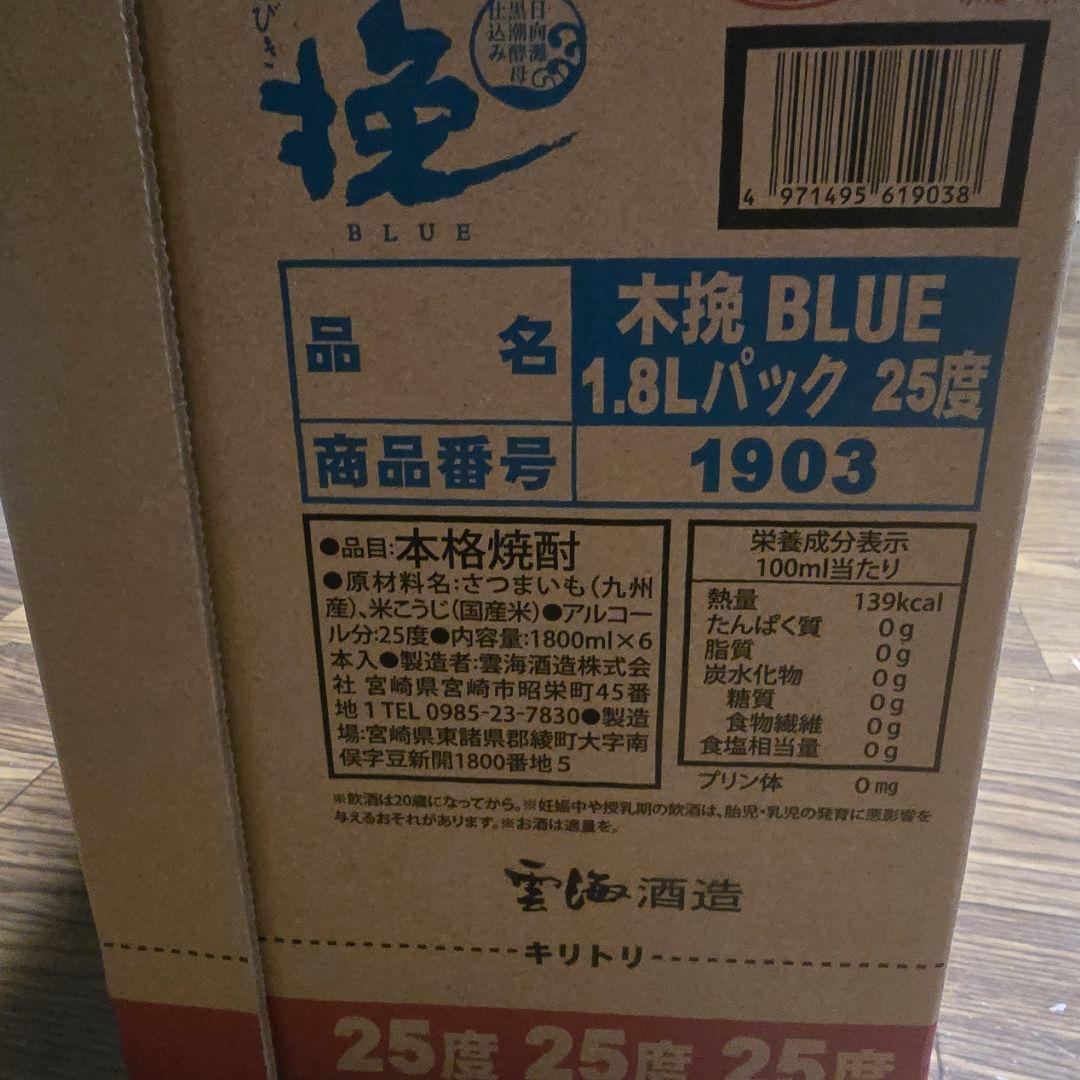 びき
挽
日向灘
黒潮酵母
仕込み
BLUE
4 971495 619038
品 名
木挽 BLUE
1.8Lパック 25度
商品番号
1903
●品目:本格焼酎
●原材料名:さつまいも(九州
産)、米こうじ(国産米)●アルコー
ル分:25度●内容量:1800ml×6
本入●製造者:雲海酒造株式会
社 宮崎県宮崎市昭栄町45番
地1 TEL 0985-23-7830●製造
場:宮崎県東諸県郡綾町大字南
俣字豆新開1800番地5
栄養成分表示
100ml当たり
熱量 139kcal
たんぱく質 0g
脂質 0g
炭水化物 0g
糖質 0g
食物繊維 0g
食塩相当量 0g
プリン体 0mg
※飲酒は20歳になってから。※妊娠中や授乳期の飲酒は、胎児・乳児の発育に悪影響を
与えるおそれがあります。※お酒は適量を。
雲海酒造
キリトリ
25度 25度 25度